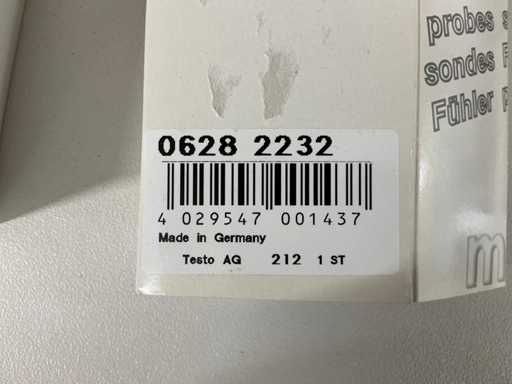 probes
sondes
Fühler
0628 2232
4 029547 001437
Made in Germany
Testo AG 212 1 ST
m